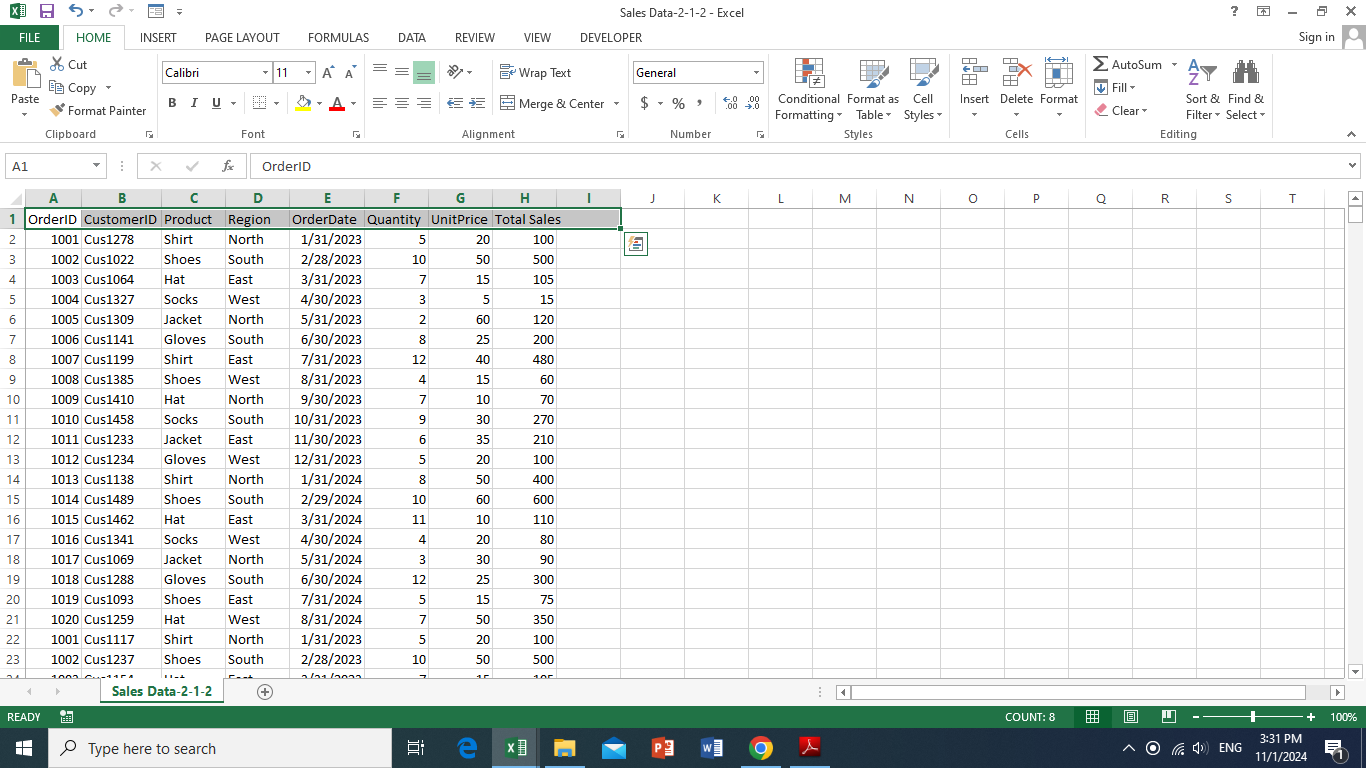 Sales Data-2-1-2 - Excel
?
FILE HOME INSERT PAGE LAYOUT FORMULAS DATA REVIEW VIEW DEVELOPER Sign in
Paste Cut Copy Format Painter
Calibri 11 A A B I U A
Wrap Text Merge & Center
General $ % ,
Conditional Formatting Format as Table Cell Styles
Insert Delete Format
AutoSum Fill Clear Sort & Filter Find & Select
Clipboard Font Alignment Number Styles Cells Editing
A1 fx OrderID
A B C D E F G H I J K L M N O P Q R S T
1 OrderID CustomerID Product Region OrderDate Quantity UnitPrice Total Sales
2 1001 Cus1278 Shirt North 1/31/2023 5 20 100
3 1002 Cus1022 Shoes South 2/28/2023 10 50 500
4 1003 Cus1064 Hat East 3/31/2023 7 15 105
5 1004 Cus1327 Socks West 4/30/2023 3 5 15
6 1005 Cus1309 Jacket North 5/31/2023 2 60 120
7 1006 Cus1141 Gloves South 6/30/2023 8 25 200
8 1007 Cus1199 Shirt East 7/31/2023 12 40 480
9 1008 Cus1385 Shoes West 8/31/2023 4 15 60
10 1009 Cus1410 Hat North 9/30/2023 7 10 70
11 1010 Cus1458 Socks South 10/31/2023 9 30 270
12 1011 Cus1233 Jacket East 11/30/2023 6 35 210
13 1012 Cus1234 Gloves West 12/31/2023 5 20 100
14 1013 Cus1138 Shirt North 1/31/2024 8 50 400
15 1014 Cus1489 Shoes South 2/29/2024 10 60 600
16 1015 Cus1462 Hat East 3/31/2024 11 10 110
17 1016 Cus1341 Socks West 4/30/2024 4 20 80
18 1017 Cus1069 Jacket North 5/31/2024 3 30 90
19 1018 Cus1288 Gloves South 6/30/2024 12 25 300
20 1019 Cus1093 Shoes East 7/31/2024 5 15 75
21 1020 Cus1259 Hat West 8/31/2024 7 50 350
22 1001 Cus1117 Shirt North 1/31/2023 5 20 100
23 1002 Cus1237 Shoes South 2/28/2023 10 50 500
Sales Data-2-1-2
READY COUNT: 8 100%
Type here to search ENG 3:31 PM
11/1/2024 1